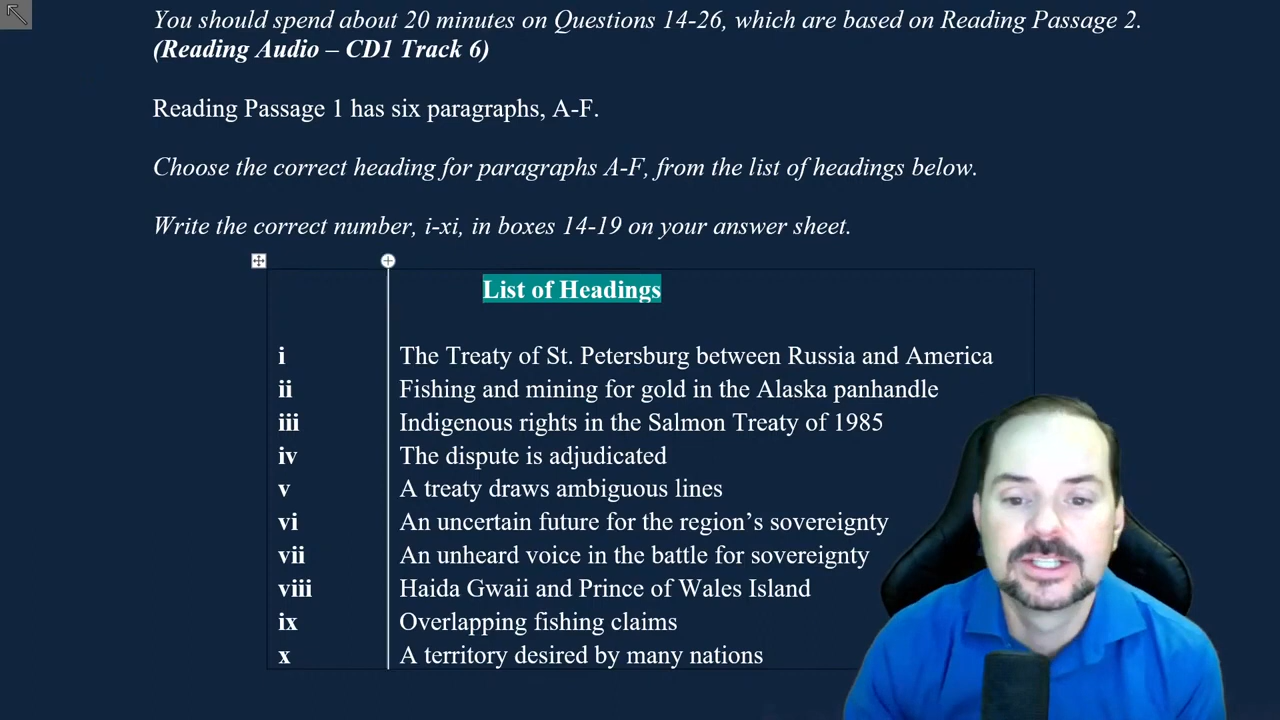 You should spend about 20 minutes on Questions 14-26, which are based on Reading Passage 2.
(Reading Audio – CD1 Track 6)
Reading Passage 1 has six paragraphs, A-F.
Choose the correct heading for paragraphs A-F, from the list of headings below.
Write the correct number, i-xi, in boxes 14-19 on your answer sheet.
List of Headings
i The Treaty of St. Petersburg between Russia and America
ii Fishing and mining for gold in the Alaska panhandle
iii Indigenous rights in the Salmon Treaty of 1985
iv The dispute is adjudicated
v A treaty draws ambiguous lines
vi An uncertain future for the region’s sovereignty
vii An unheard voice in the battle for sovereignty
viii Haida Gwaii and Prince of Wales Island
ix Overlapping fishing claims
x A territory desired by many nations